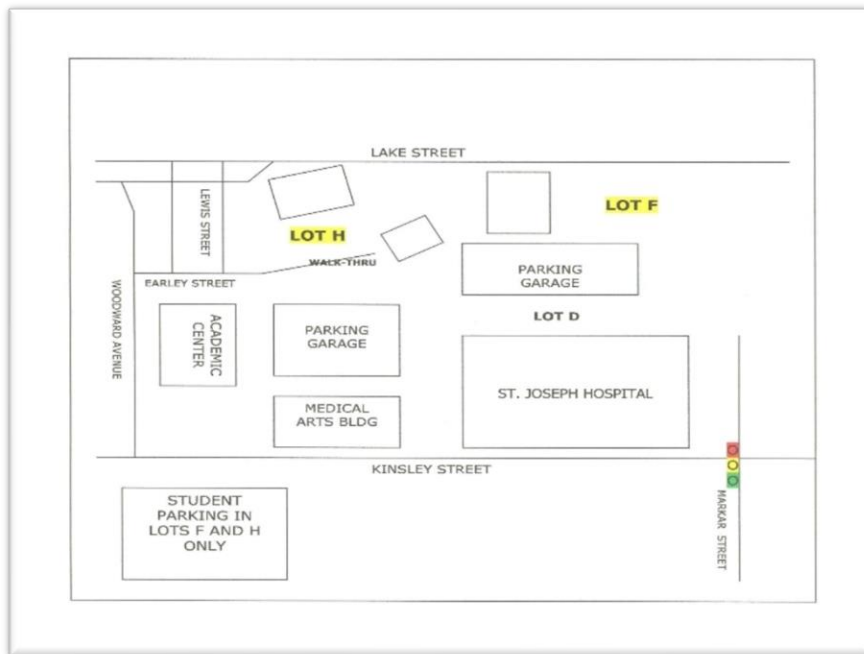 LAKE STREET
LEWIS STREET
LOT H
LOT F
WALK-THRU
EARLEY STREET
WOODWARD AVENUE
PARKING
GARAGE
LOT D
ACADEMIC
CENTER
PARKING
GARAGE
ST. JOSEPH HOSPITAL
MEDICAL
ARTS BLDG
KINSLEY STREET
MARKAR STREET
STUDENT
PARKING IN
LOTS F AND H
ONLY